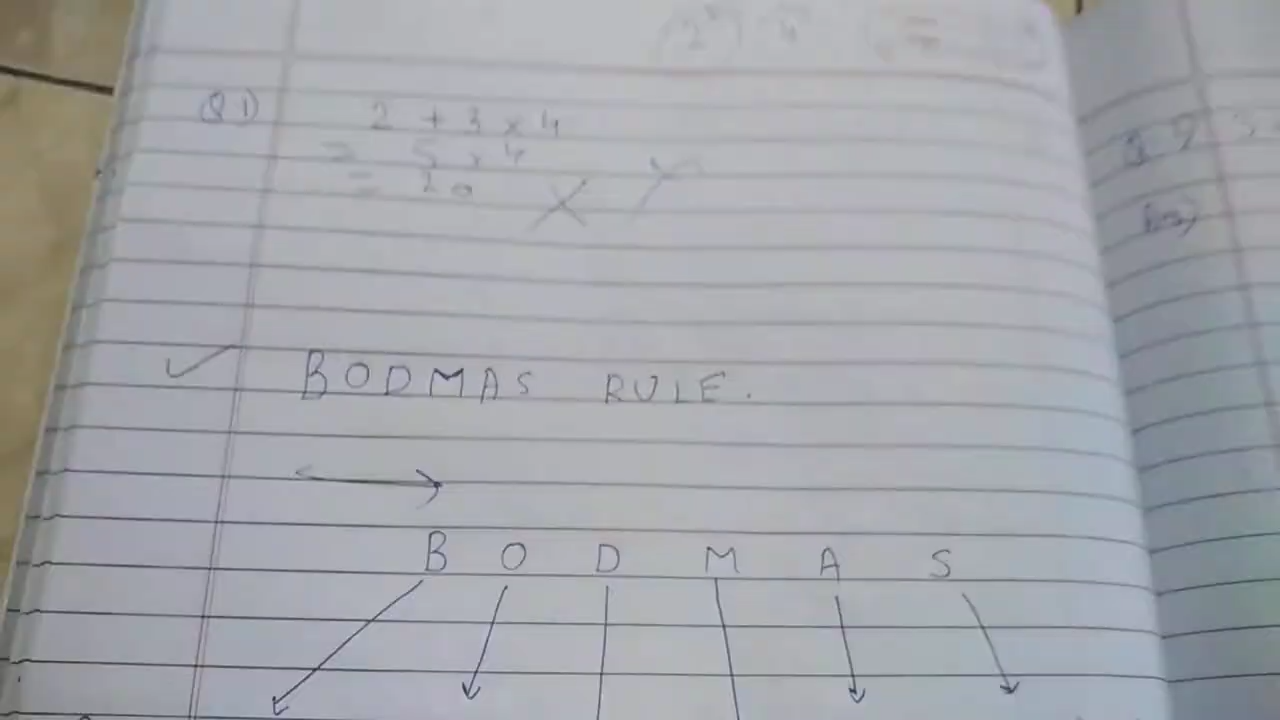 Q1) 2 + 3 x 4
= 5 x 4
= 20
BODMAS RULE.
B O D M A S